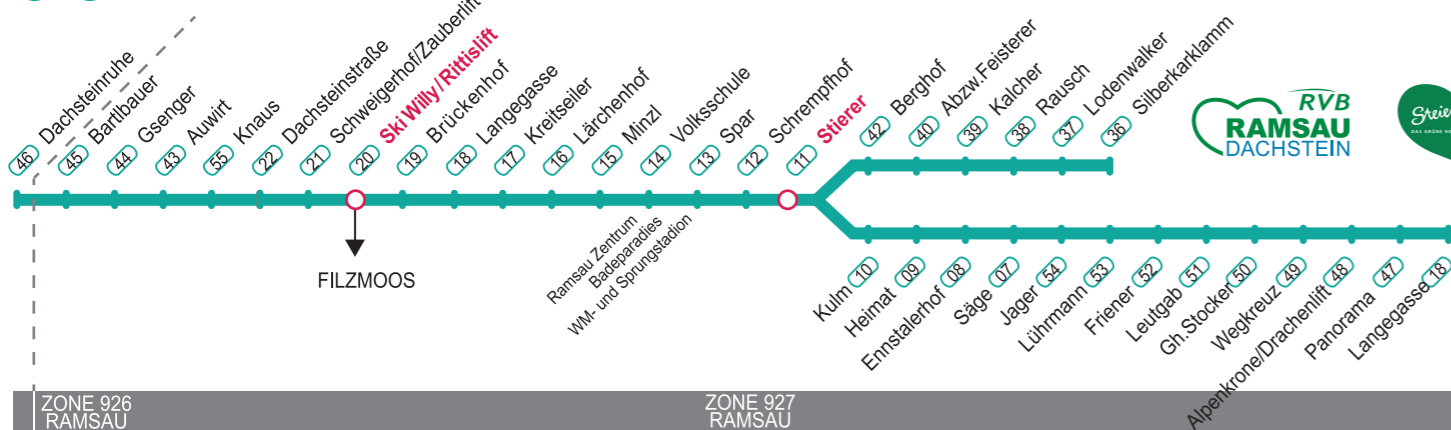 46 Dachsteinruhe
45 Bartlbauer
44 Gsenger
43 Auwirt
55 Knaus
22 Dachsteinstraße
21 Schweigerhof/Zauberlift
20 Ski Willy/Rittislift
19 Brückenhof
18 Langegasse
17 Kreitseiler
16 Lärchenhof
15 Minzl
14 Volksschule
13 Spar
12 Schrempfhof
11 Stierer
42 Berghof
40 Abzw.Feisterer
39 Kalcher
38 Rausch
37 Lodenwalker
36 Silberkarklamm
RVB
RAMSAU
DACHSTEIN
FILZMOOS
Ramsau Zentrum
Badeparadies
WM- und Sprungstadion
Kulm 10
Heimat 09
Ennstalerhof 08
Säge 07
Jager 54
Lührmann 53
Friener 52
Leutgab 51
Gh.Stocker 50
Wegkreuz 49
Alpenkrone/Drachenlift 48
Panorama 47
Langegasse 18
ZONE 926
RAMSAU
ZONE 927
RAMSAU